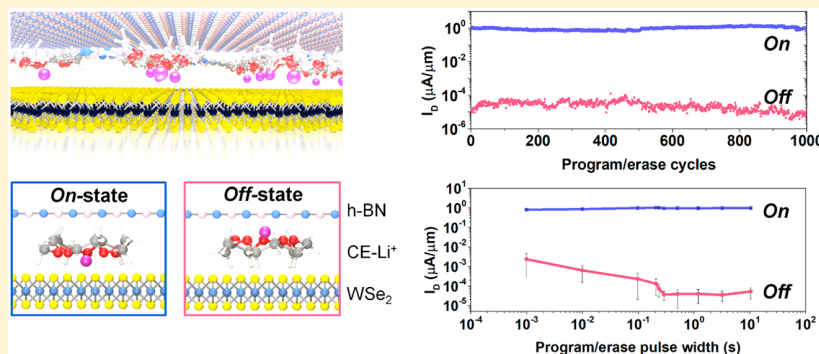 On-state
Off-state
h-BN
CE-Li⁺
WSe₂
I_D (μA/μm)
10²
10⁰
10⁻²
10⁻⁴
10⁻⁶
On
Off
0 200 400 600 800 1000
Program/erase cycles
I_D (μA/μm)
10¹
10⁰
10⁻¹
10⁻²
10⁻³
10⁻⁴
10⁻⁵
On
Off
10⁻⁴ 10⁻³ 10⁻² 10⁻¹ 10⁰ 10¹ 10²
Program/erase pulse width (s)